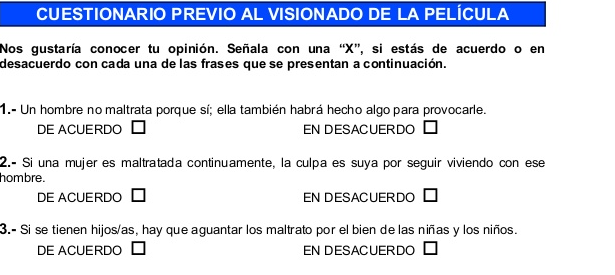 CUESTIONARIO PREVIO AL VISIONADO DE LA PELÍCULA
Nos gustaría conocer tu opinión. Señala con una “X”, si estás de acuerdo o en
desacuerdo con cada una de las frases que se presentan a continuación.
1.- Un hombre no maltrata porque sí; ella también habrá hecho algo para provocarle.
DE ACUERDO ☐ EN DESACUERDO ☐
2.- Si una mujer es maltratada continuamente, la culpa es suya por seguir viviendo con ese
hombre.
DE ACUERDO ☐ EN DESACUERDO ☐
3.- Si se tienen hijos/as, hay que aguantar los maltrato por el bien de las niñas y los niños.
DE ACUERDO ☐ EN DESACUERDO ☐